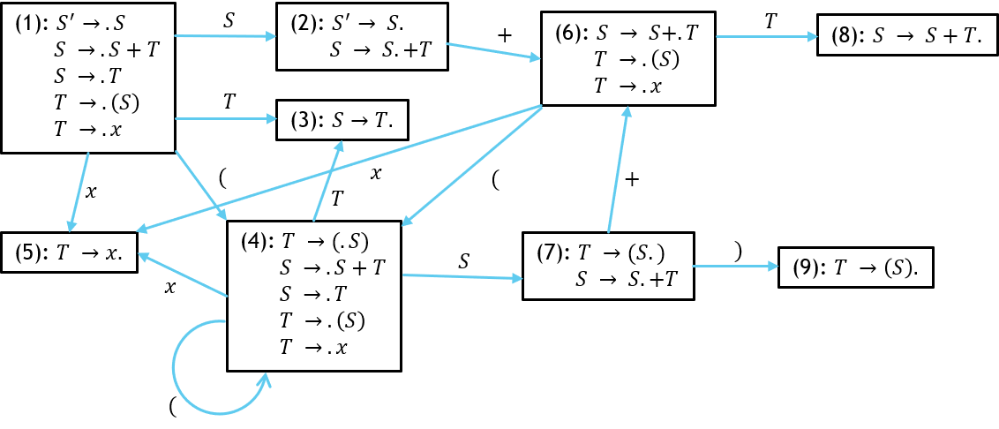 (1): S′ → . S
S → . S + T
S → . T
T → . (S)
T → . x
S
(2): S′ → S.
S → S. +T
+
(6): S → S+. T
T → . (S)
T → . x
T
(8): S → S + T.
T
(3): S → T.
x
(
T
x
(
+
(5): T → x.
x
(4): T → (. S)
S → . S + T
S → . T
T → . (S)
T → . x
(
S
(7): T → (S. )
S → S. +T
)
(9): T → (S).